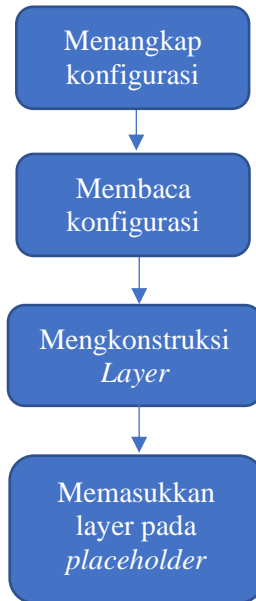 Menangkap
konfigurasi
Membaca
konfigurasi
Mengkonstruksi
Layer
Memasukkan
layer pada
placeholder